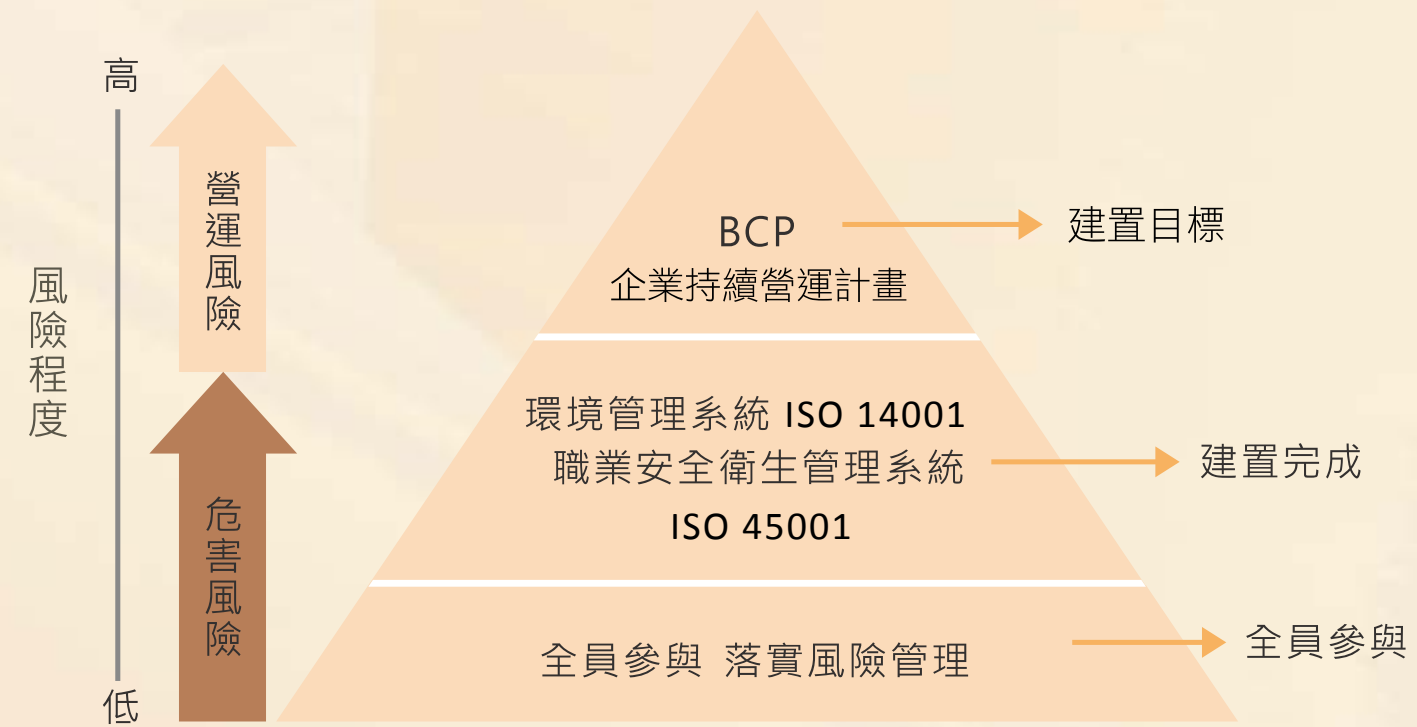 高
風險程度
營運風險
危害風險
低
BCP
企業持續營運計畫
建置目標
環境管理系統 ISO 14001
職業安全衛生管理系統
ISO 45001
建置完成
全員參與 落實風險管理
全員參與